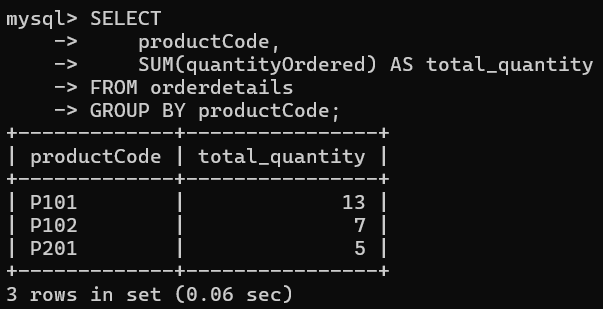 mysql> SELECT
    ->     productCode,
    ->     SUM(quantityOrdered) AS total_quantity
    -> FROM orderdetails
    -> GROUP BY productCode;
+-------------+----------------+
| productCode | total_quantity |
+-------------+----------------+
| P101        |             13 |
| P102        |              7 |
| P201        |              5 |
+-------------+----------------+
3 rows in set (0.06 sec)